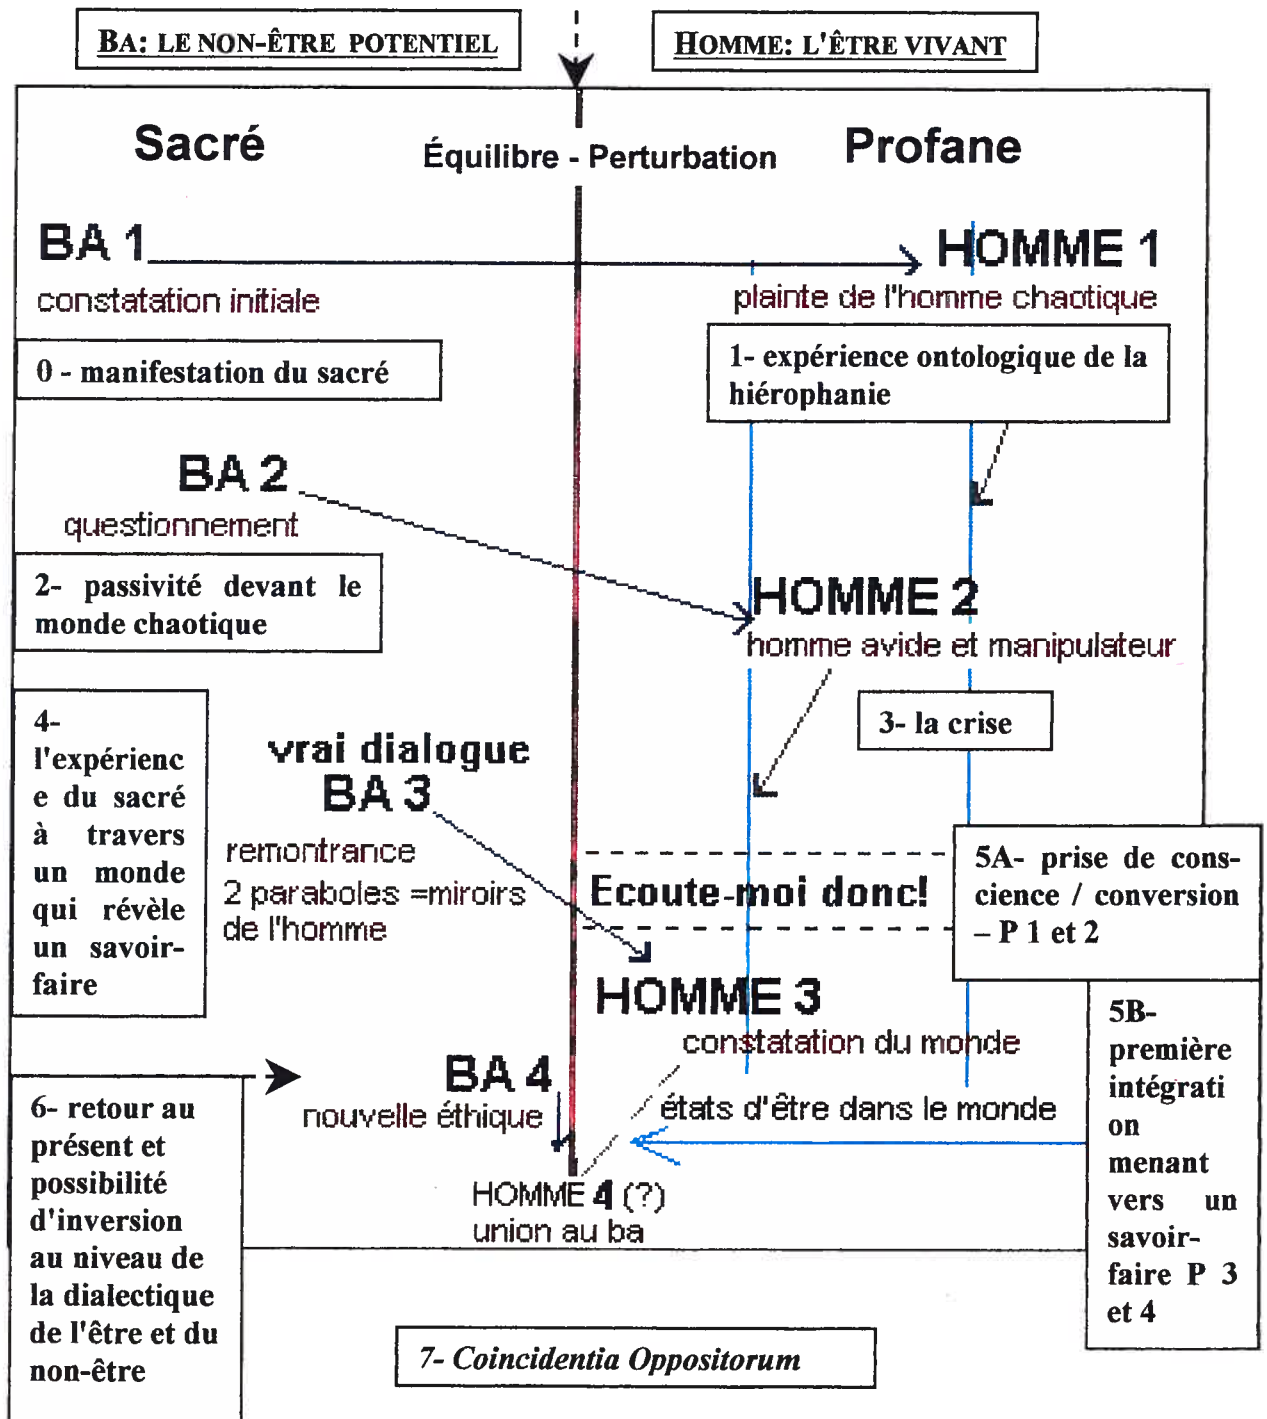 BA: LE NON-ÊTRE POTENTIEL
HOMME: L'ÊTRE VIVANT
Sacré
Équilibre - Perturbation
Profane
BA 1
HOMME 1
constatation initiale
plainte de l'homme chaotique
0 - manifestation du sacré
1- expérience ontologique de la
hiérophanie
BA 2
questionnement
2- passivité devant le
monde chaotique
HOMME 2
homme avide et manipulateur
3- la crise
4-
l'expérienc
e du sacré
à travers
un monde
qui révèle
un savoir-
faire
vrai dialogue
BA 3
remontrance
2 paraboles =miroirs
de l'homme
Ecoute-moi donc!
5A- prise de cons-
cience / conversion
– P 1 et 2
HOMME 3
constatation du monde
5B-
première
intégrati
on
menant
vers un
savoir-
faire P 3
et 4
BA 4
nouvelle éthique
états d'être dans le monde
HOMME 4 (?)
union au ba
6- retour au
présent et
possibilité
d'inversion
au niveau de
la dialectique
de l'être et du
non-être
7- Coincidentia Oppositorum